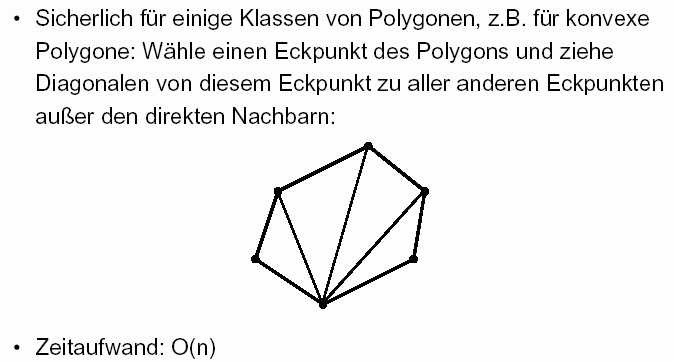 • Sicherlich für einige Klassen von Polygonen, z.B. für konvexe
Polygone: Wähle einen Eckpunkt des Polygons und ziehe
Diagonalen von diesem Eckpunkt zu aller anderen Eckpunkten
außer den direkten Nachbarn:
• Zeitaufwand: O(n)